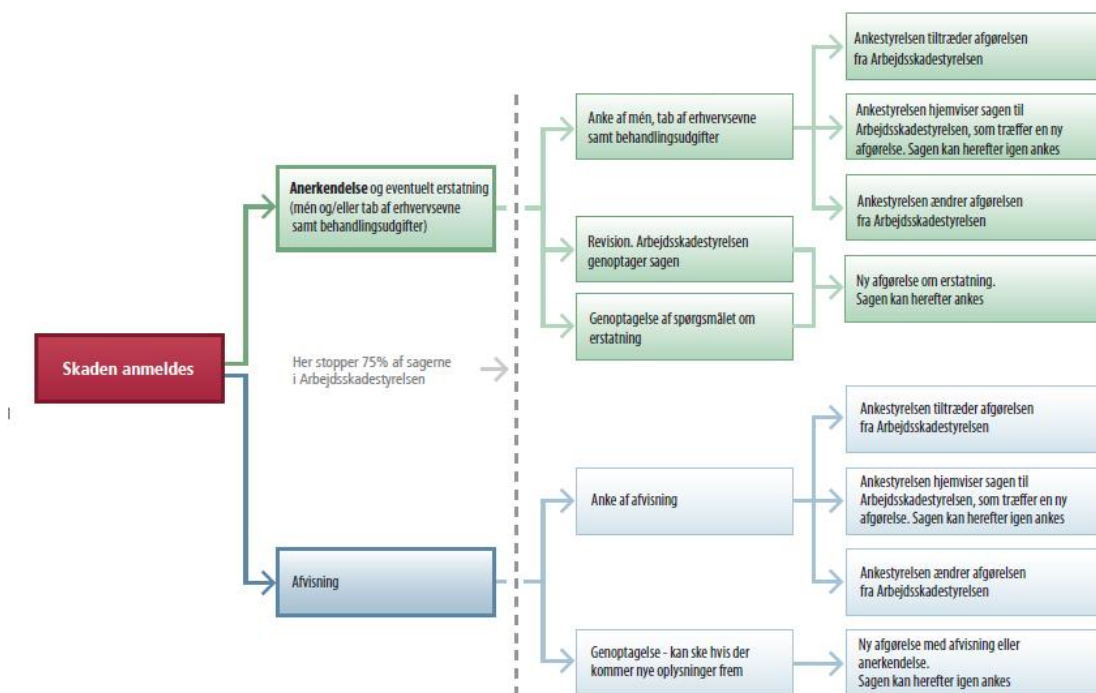 Skaden anmeldes
Anerkendelse og eventuelt erstatning
(mén og/eller tab af erhvervsevne
samt behandlingsudgifter)
Her stopper 75% af sagerne
i Arbejdsskadestyrelsen
Afvisning
Anke af mén, tab af erhvervsevne
samt behandlingsudgifter
Revision. Arbejdsskadestyrelsen
genoptager sagen
Genoptagelse af spørgsmålet om
erstatning
Anke af afvisning
Genoptagelse - kan ske hvis der
kommer nye oplysninger frem
Ankestyrelsen tiltræder afgørelsen
fra Arbejdsskadestyrelsen
Ankestyrelsen hjemviser sagen til
Arbejdsskadestyrelsen, som træffer en ny
afgørelse. Sagen kan herefter igen ankes
Ankestyrelsen ændrer afgørelsen
fra Arbejdsskadestyrelsen
Ny afgørelse om erstatning.
Sagen kan herefter ankes
Ankestyrelsen tiltræder afgørelsen
fra Arbejdsskadestyrelsen
Ankestyrelsen hjemviser sagen til
Arbejdsskadestyrelsen, som træffer en ny
afgørelse. Sagen kan herefter igen ankes
Ankestyrelsen ændrer afgørelsen
fra Arbejdsskadestyrelsen
Ny afgørelse med afvisning eller
anerkendelse.
Sagen kan herefter igen ankes